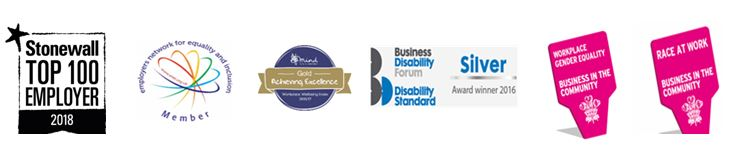 Stonewall
TOP 100
EMPLOYER
2018
employers network for equality and inclusion
Member
mind
Gold
Achieving Excellence
Workplace Wellbeing Index
2016/17
Business
Disability
Forum
Disability
Standard
Silver
Award winner 2016
WORKPLACE
GENDER EQUALITY
BUSINESS IN THE
COMMUNITY
RACE AT WORK
BUSINESS IN THE
COMMUNITY